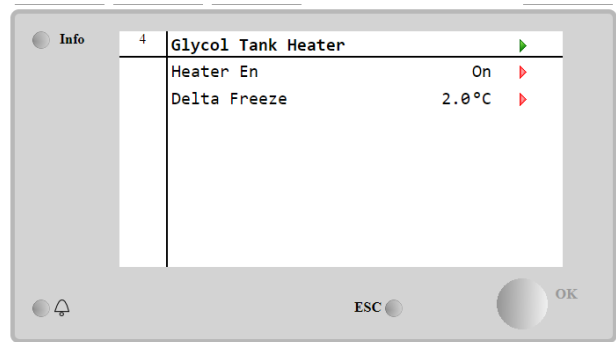 Info
4 Glycol Tank Heater
Heater En On
Delta Freeze 2.0°C
ESC
OK